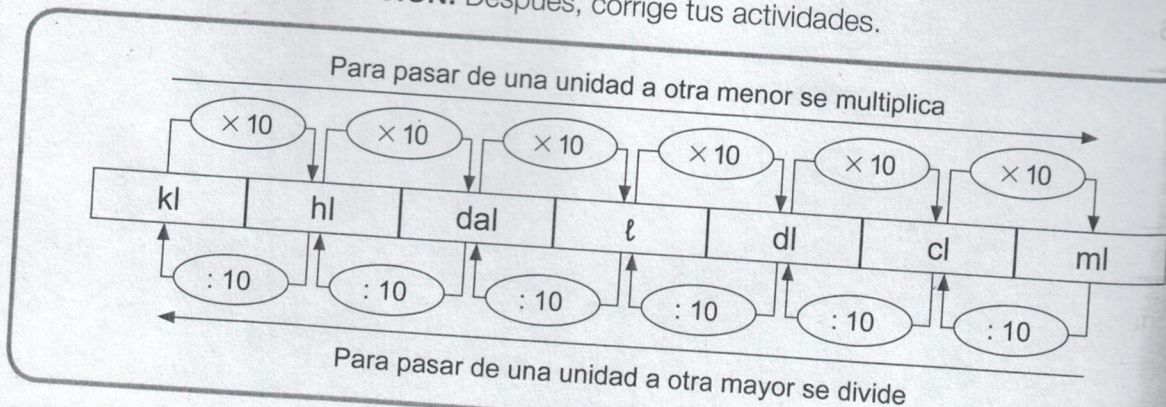 Después, corrige tus actividades.
Para pasar de una unidad a otra menor se multiplica
× 10 × 10 × 10 × 10 × 10 × 10
kl hl dal ℓ dl cl ml
: 10 : 10 : 10 : 10 : 10 : 10
Para pasar de una unidad a otra mayor se divide